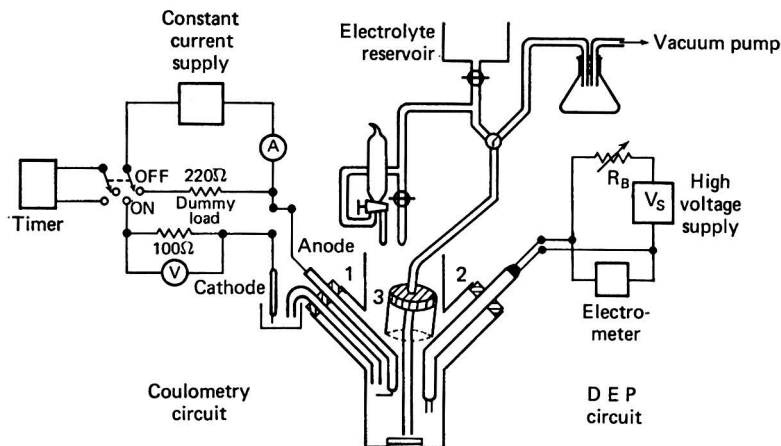 Constant
current
supply
Electrolyte
reservoir
Vacuum pump
A
OFF
220Ω
Dummy
load
ON
Timer
100Ω
V
Anode
Cathode
1
2
3
R_B
V_S
High
voltage
supply
Electro-
meter
Coulometry
circuit
D E P
circuit